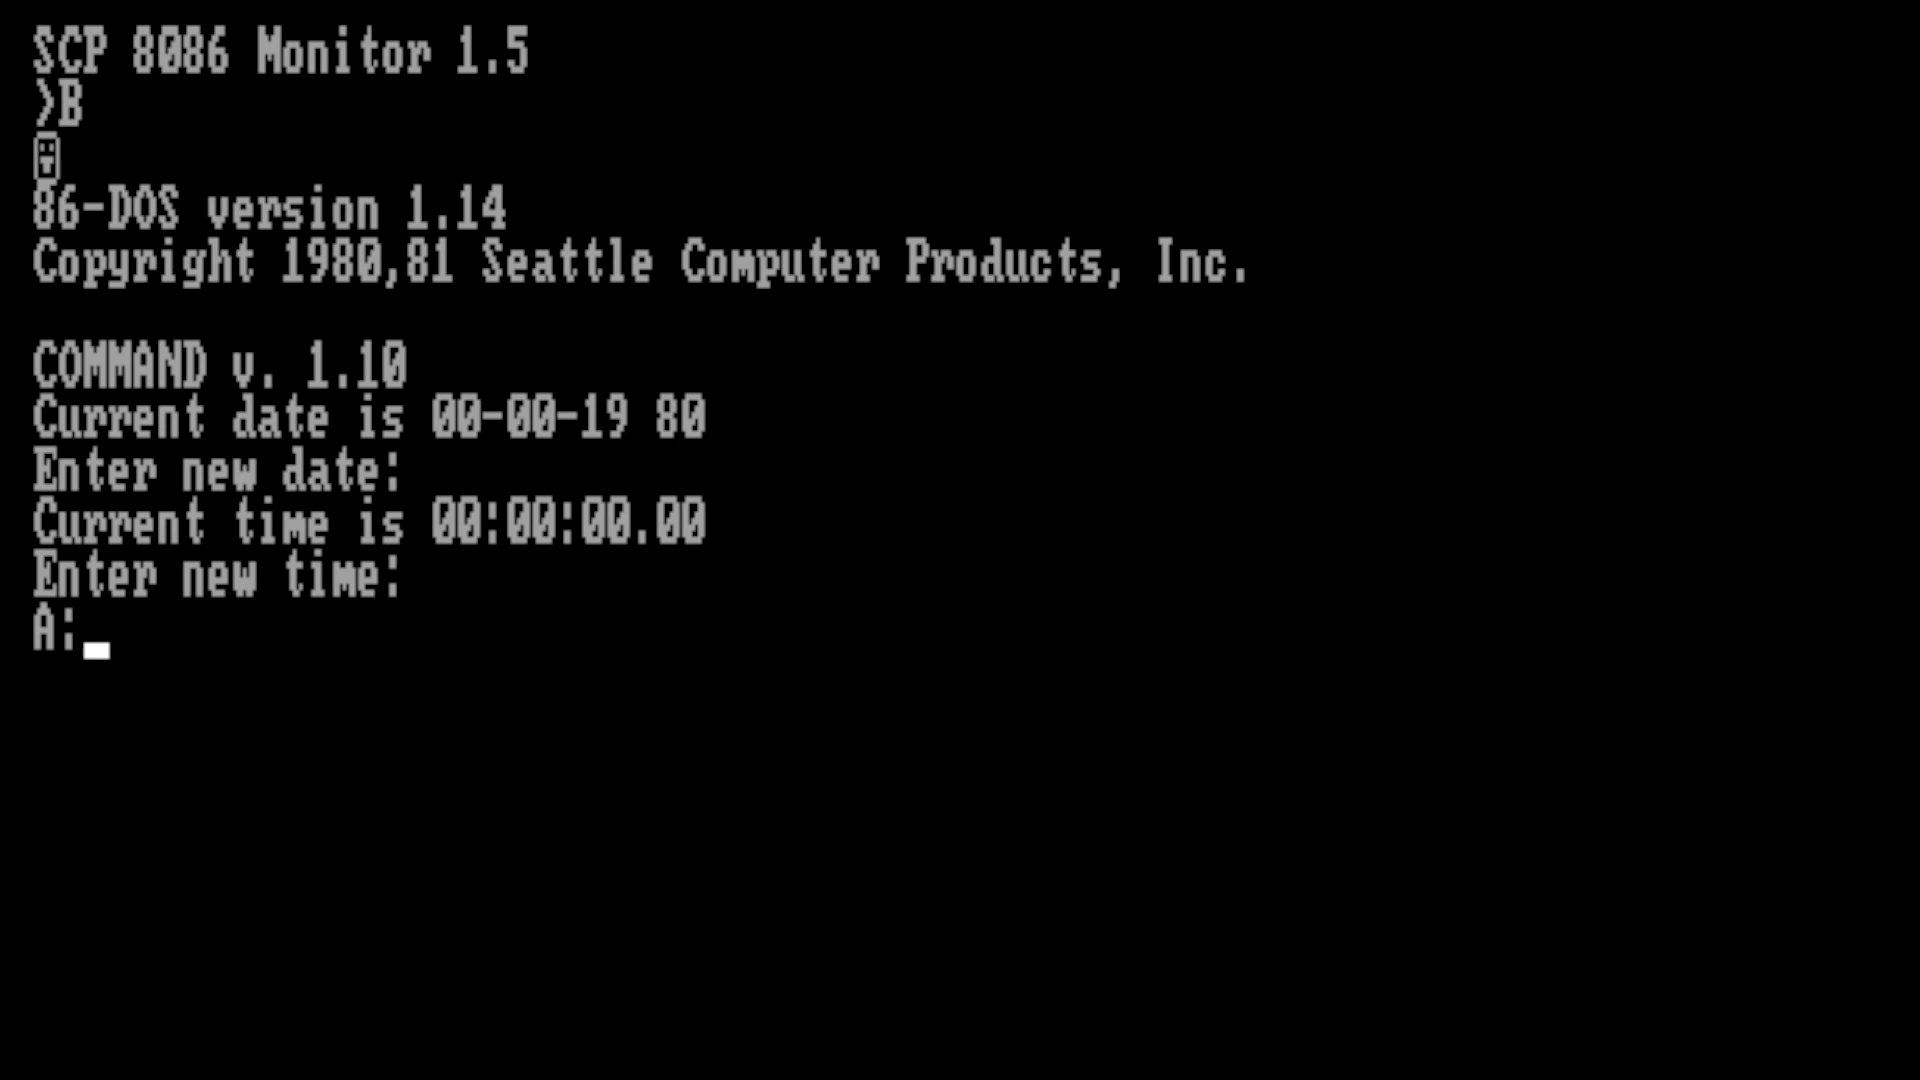 SCP 8086 Monitor 1.5
>B
86-DOS version 1.14
Copyright 1980,81 Seattle Computer Products, Inc.
COMMAND v. 1.10
Current date is 00-00-19 80
Enter new date:
Current time is 00:00:00.00
Enter new time:
A: